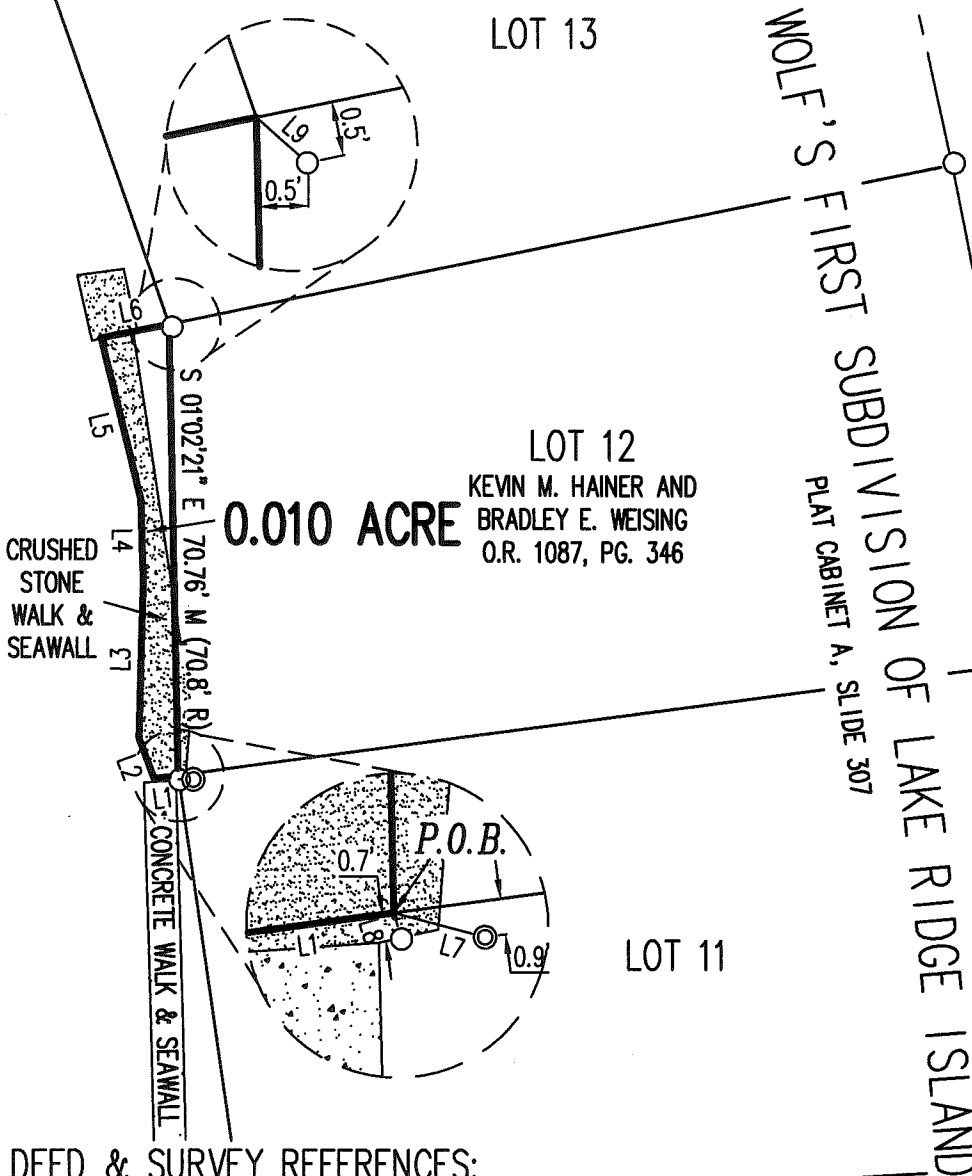 LOT 13
WOLF'S FIRST SUBDIVISION OF LAKE RIDGE ISLAND
PLAT CABINET A, SLIDE 307
L9
0.5'
0.5'
L6
L5
S 01°02'21" E 70.76' M (70.8' R)
LOT 12
KEVIN M. HAINER AND
BRADLEY E. WEISING
O.R. 1087, PG. 346
0.010 ACRE
L4
CRUSHED
STONE
WALK &
SEAWALL
L3
L2
L1
CONCRETE WALK & SEAWALL
P.O.B.
0.7'
L1
L8
L7
0.9
LOT 11
DEED & SURVEY REFERENCES: